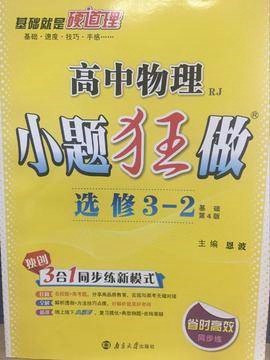 基础就是硬道理
基础·速度·技巧·手感……
高中物理 RJ
小题狂做®
选修3-2 基础 第4版
主编 恩波
独创
3合1同步练新模式
省时高效
同步练
南京大学出版社